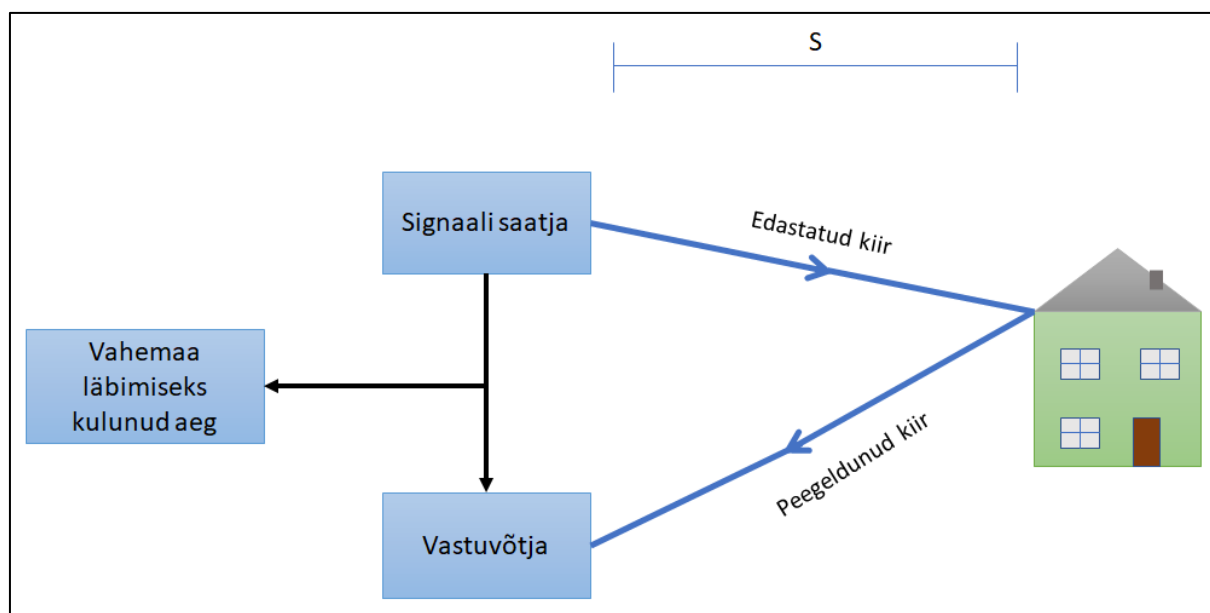 S
Signaali saatja
Edastatud kiir
Vahemaa
läbimiseks
kulunud aeg
Peegeldunud kiir
Vastuvõtja